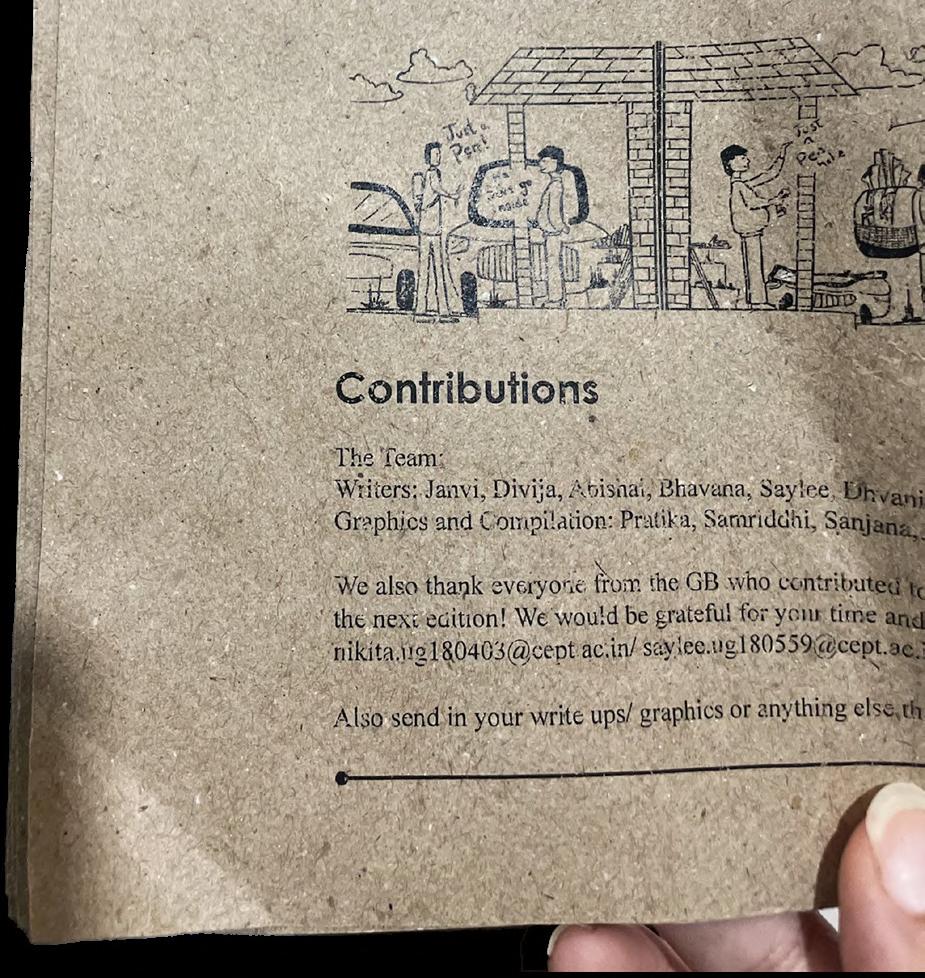 Just a
Pen!
Just
a
Contributions
The Team:
Writers: Janvi, Divija, Abishai, Bhavana, Saylee, Dhvani
Graphics and Compilation: Pratika, Samriddhi, Sanjana,
We also thank everyone from the GB who contributed to
the next edition! We would be grateful for your time and
nikita.ug180403@cept.ac.in/ saylee.ug180559@cept.ac.
Also send in your write ups/ graphics or anything else, th